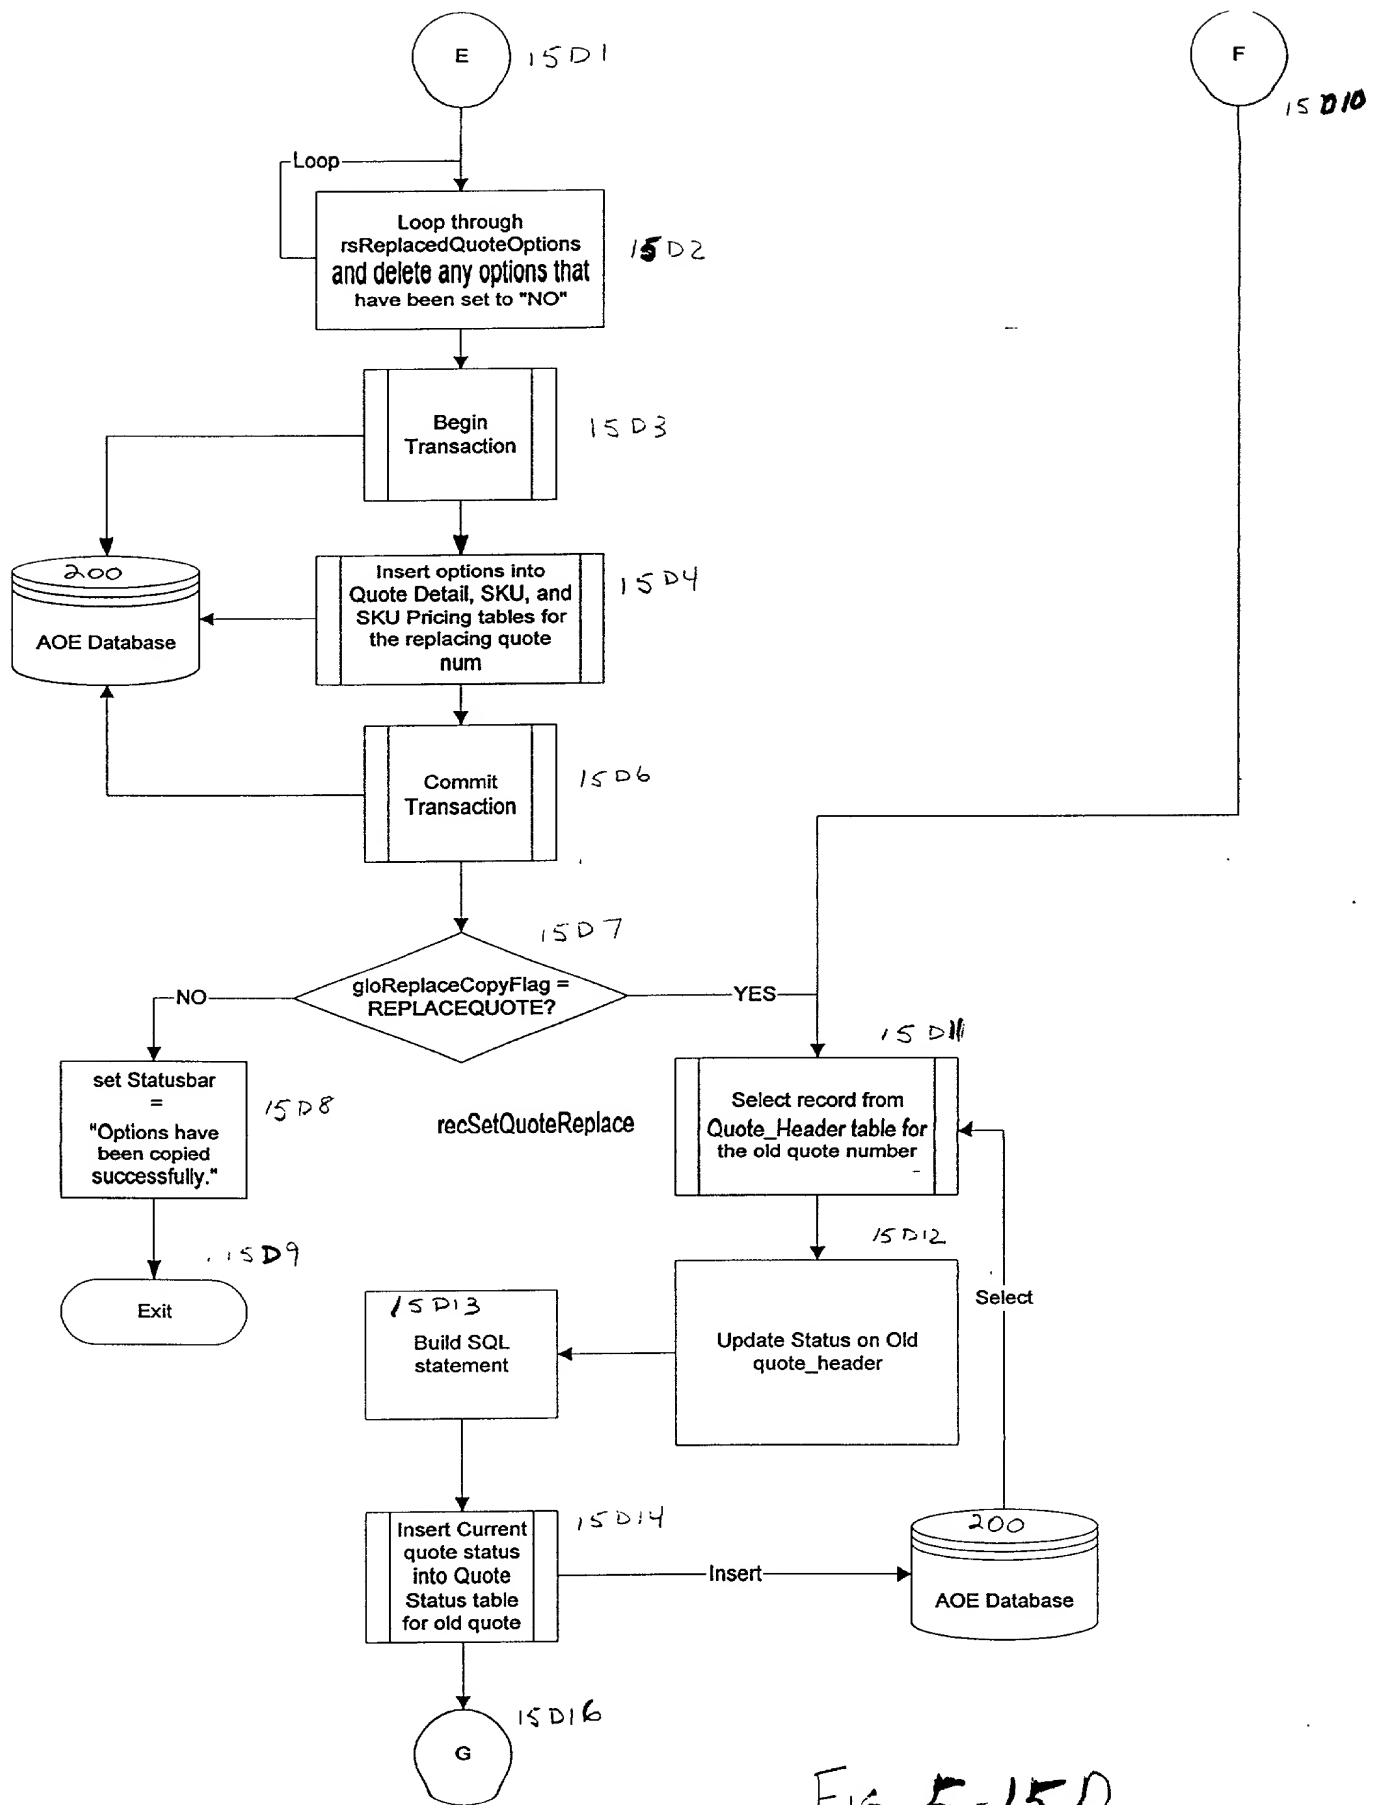 E
15D1
F
15D10
Loop
Loop through
rsReplacedQuoteOptions
and delete any options that
have been set to "NO"
15D2
Begin
Transaction
15D3
200
AOE Database
Insert options into
Quote Detail, SKU, and
SKU Pricing tables for
the replacing quote
num
15D4
Commit
Transaction
15D6
15D7
gloReplaceCopyFlag =
REPLACEQUOTE?
NO
YES
set Statusbar
=
"Options have
been copied
successfully."
15D8
15D9
Exit
recSetQuoteReplace
15D11
Select record from
Quote_Header table for
the old quote number
15D12
Update Status on Old
quote_header
Select
15D13
Build SQL
statement
Insert Current
quote status
into Quote
Status table
for old quote
15D14
Insert
200
AOE Database
15D16
G
FIG 5-15D